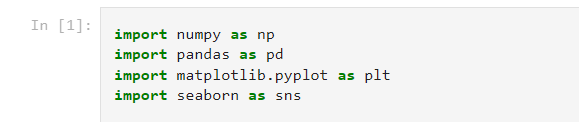 In [1]:
import numpy as np
import pandas as pd
import matplotlib.pyplot as plt
import seaborn as sns